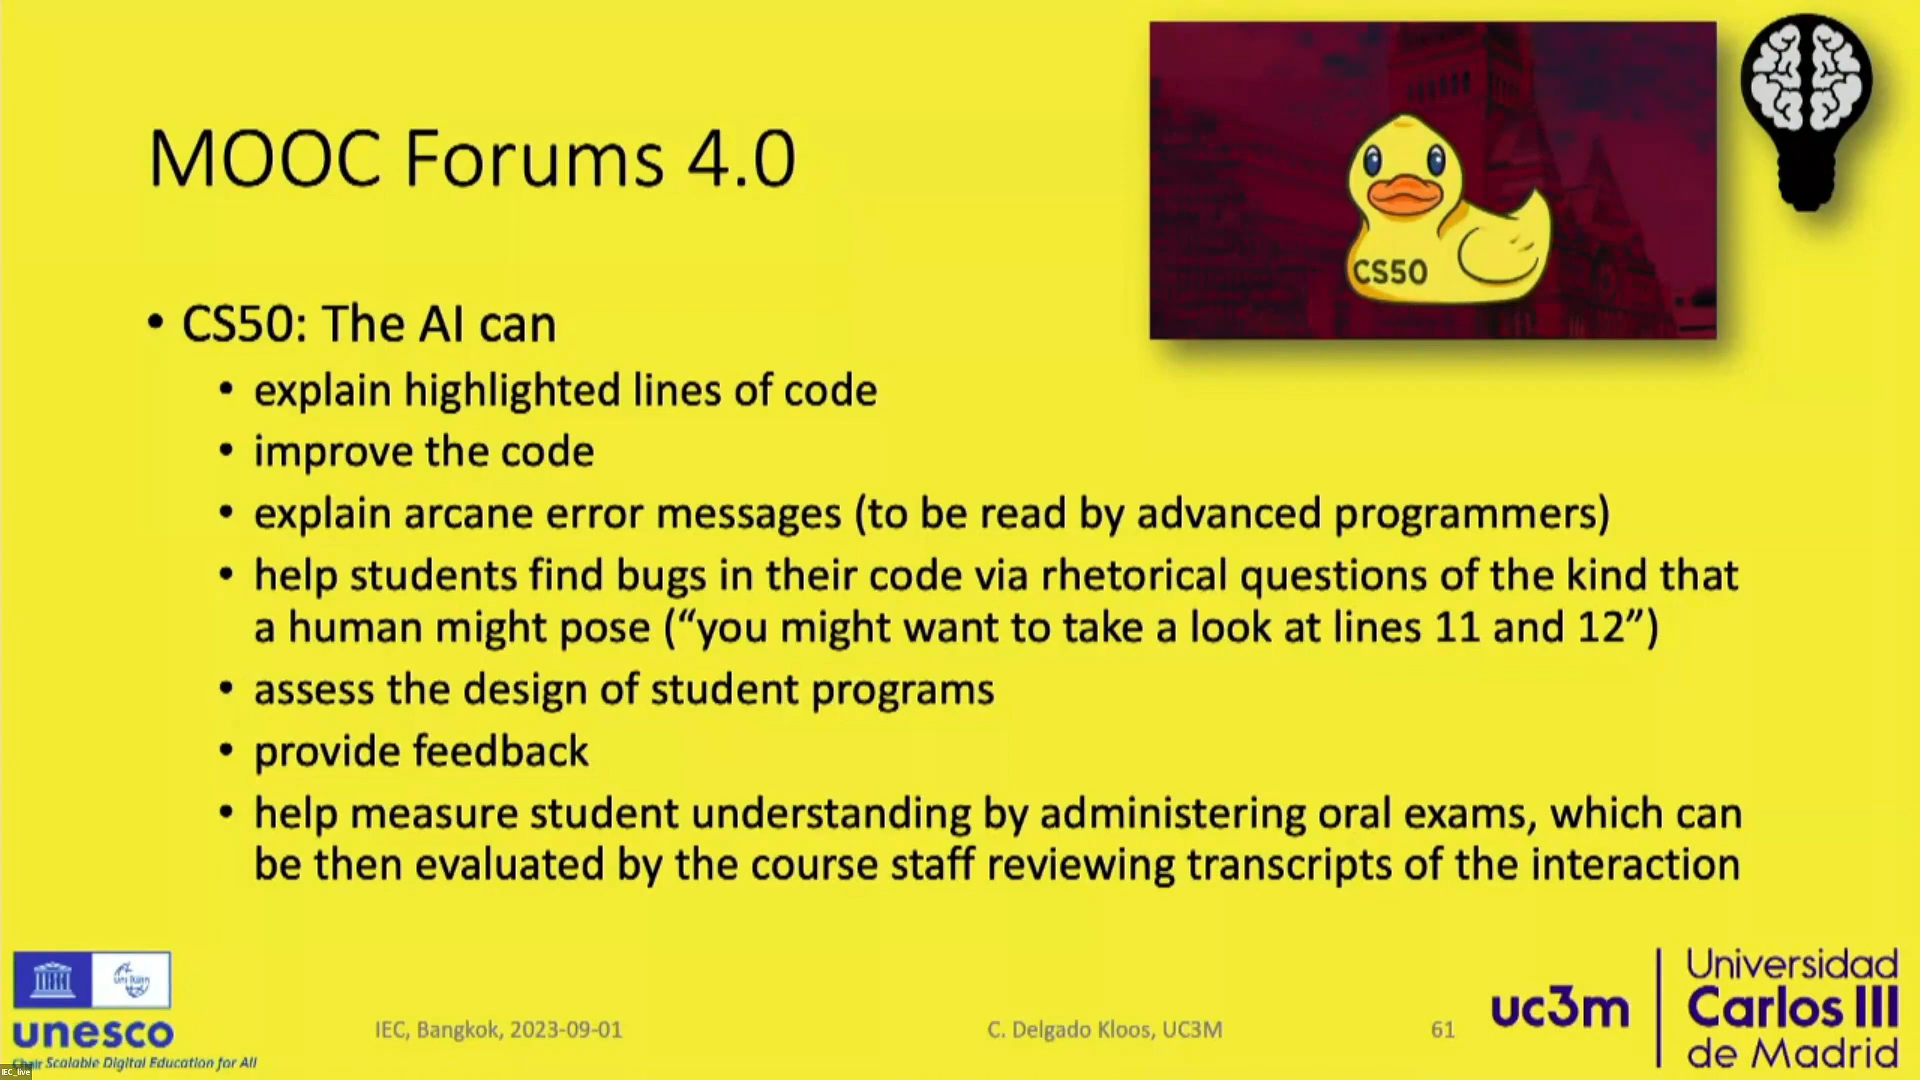 MOOC Forums 4.0
CS50
• CS50: The AI can
• explain highlighted lines of code
• improve the code
• explain arcane error messages (to be read by advanced programmers)
• help students find bugs in their code via rhetorical questions of the kind that
a human might pose (“you might want to take a look at lines 11 and 12”)
• assess the design of student programs
• provide feedback
• help measure student understanding by administering oral exams, which can
be then evaluated by the course staff reviewing transcripts of the interaction
unesco
Chair Scalable Digital Education for All
IEC_live
IEC, Bangkok, 2023-09-01
C. Delgado Kloos, UC3M
61
uc3m
Universidad
Carlos III
de Madrid